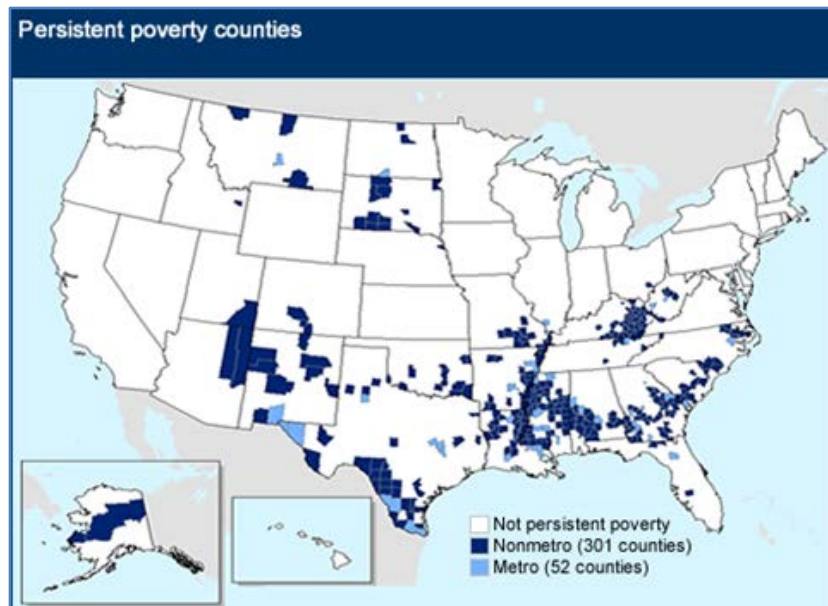 Persistent poverty counties
Not persistent poverty
Nonmetro (301 counties)
Metro (52 counties)